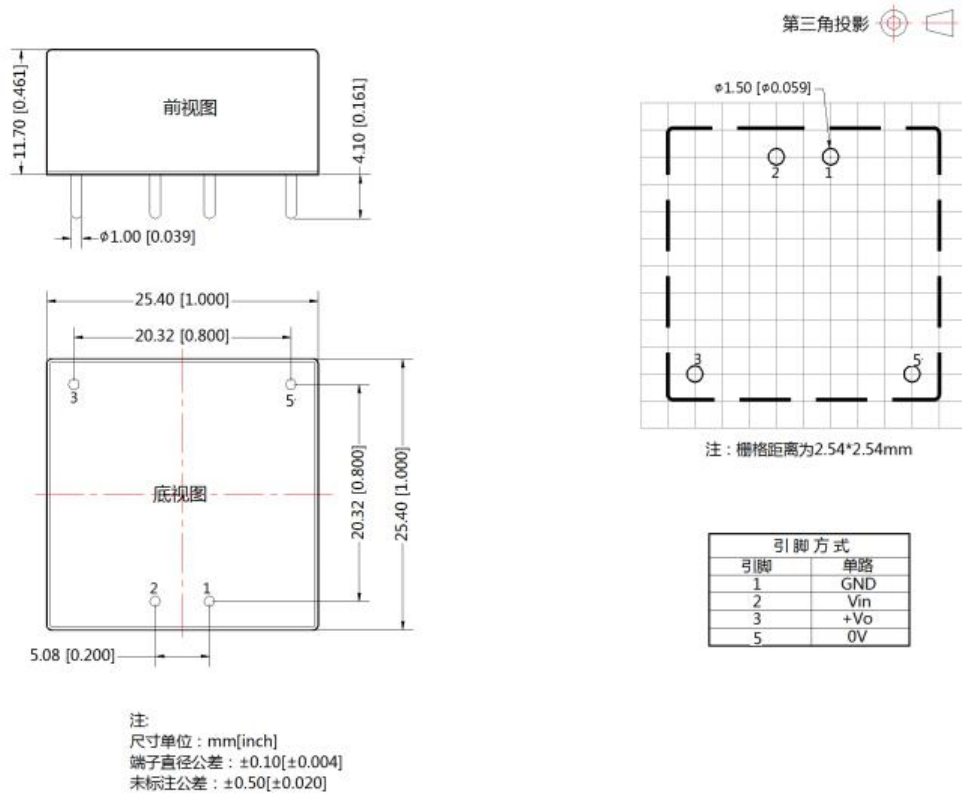 第三角投影
11.70 [0.461]
前视图
4.10 [0.161]
φ1.00 [0.039]
φ1.50 [φ0.059]
2
1
3
5
注：栅格距离为2.54*2.54mm
25.40 [1.000]
20.32 [0.800]
3
5
底视图
20.32 [0.800]
25.40 [1.000]
2
1
5.08 [0.200]
引脚方式
引脚 单路
1 GND
2 Vin
3 +Vo
5 0V
注:
尺寸单位：mm[inch]
端子直径公差：±0.10[±0.004]
未标注公差：±0.50[±0.020]